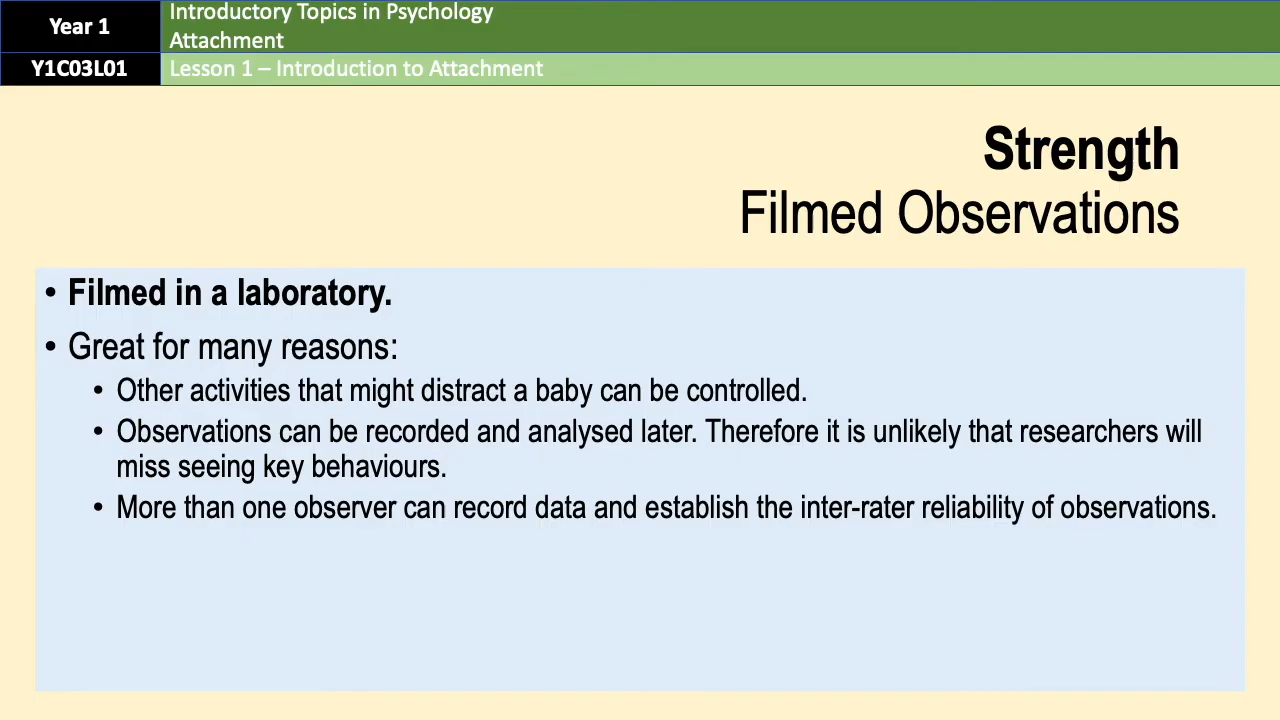 Year 1
Introductory Topics in Psychology
Attachment
Y1C03L01
Lesson 1 – Introduction to Attachment
Strength
Filmed Observations
• Filmed in a laboratory.
• Great for many reasons:
• Other activities that might distract a baby can be controlled.
• Observations can be recorded and analysed later. Therefore it is unlikely that researchers will
miss seeing key behaviours.
• More than one observer can record data and establish the inter-rater reliability of observations.